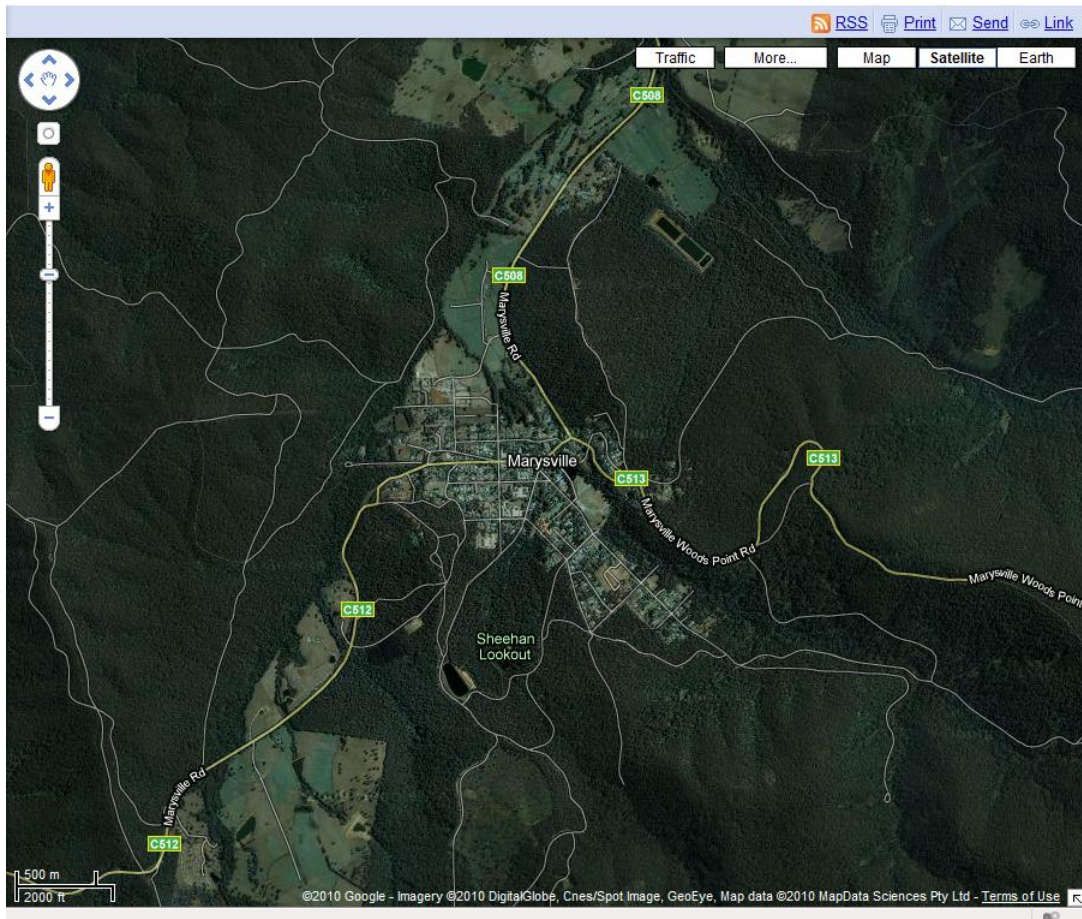 RSS Print Send Link
Traffic More... Map Satellite Earth
C508
C508
Marysville Rd
Marysville
C513
C513
Marysville Woods Point Rd
Marysville Woods Point
C512
Sheehan
Lookout
Marysville Rd
C512
500 m
2000 ft
©2010 Google - Imagery ©2010 DigitalGlobe, Cnes/Spot Image, GeoEye, Map data ©2010 MapData Sciences Pty Ltd - Terms of Use